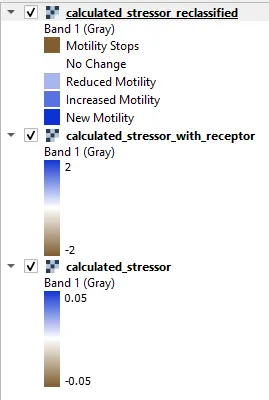 calculated_stressor_reclassified
Band 1 (Gray)
Motility Stops
No Change
Reduced Motility
Increased Motility
New Motility
calculated_stressor_with_receptor
Band 1 (Gray)
2
-2
calculated_stressor
Band 1 (Gray)
0.05
-0.05